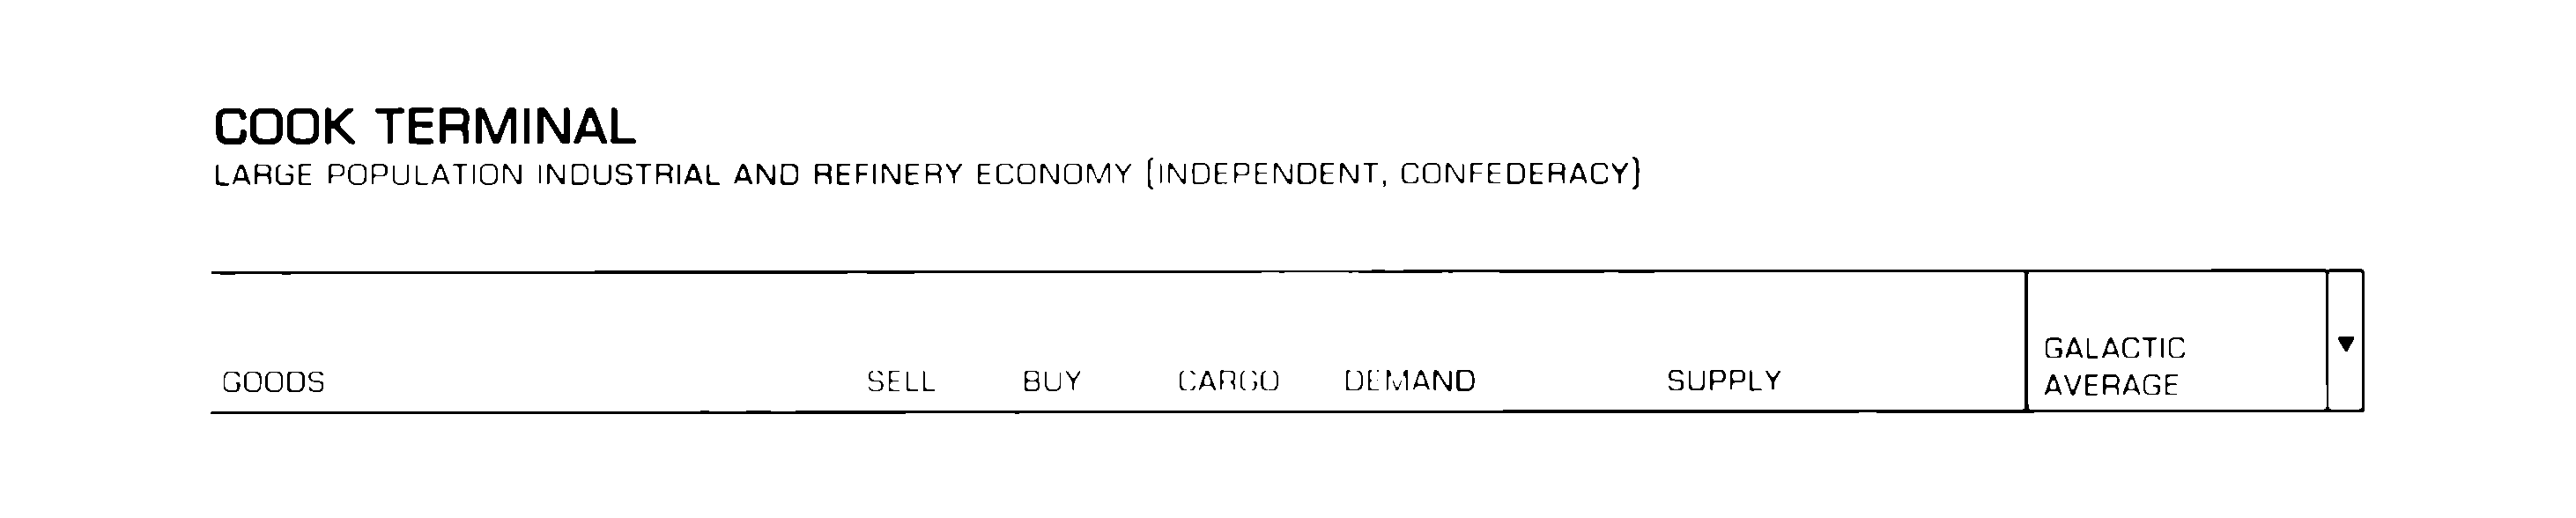 COOK TERMINAL
LARGE POPULATION INDUSTRIAL AND REFINERY ECONOMY (INDEPENDENT, CONFEDERACY)
GOODS SELL BUY CARGO DEMAND SUPPLY GALACTIC AVERAGE